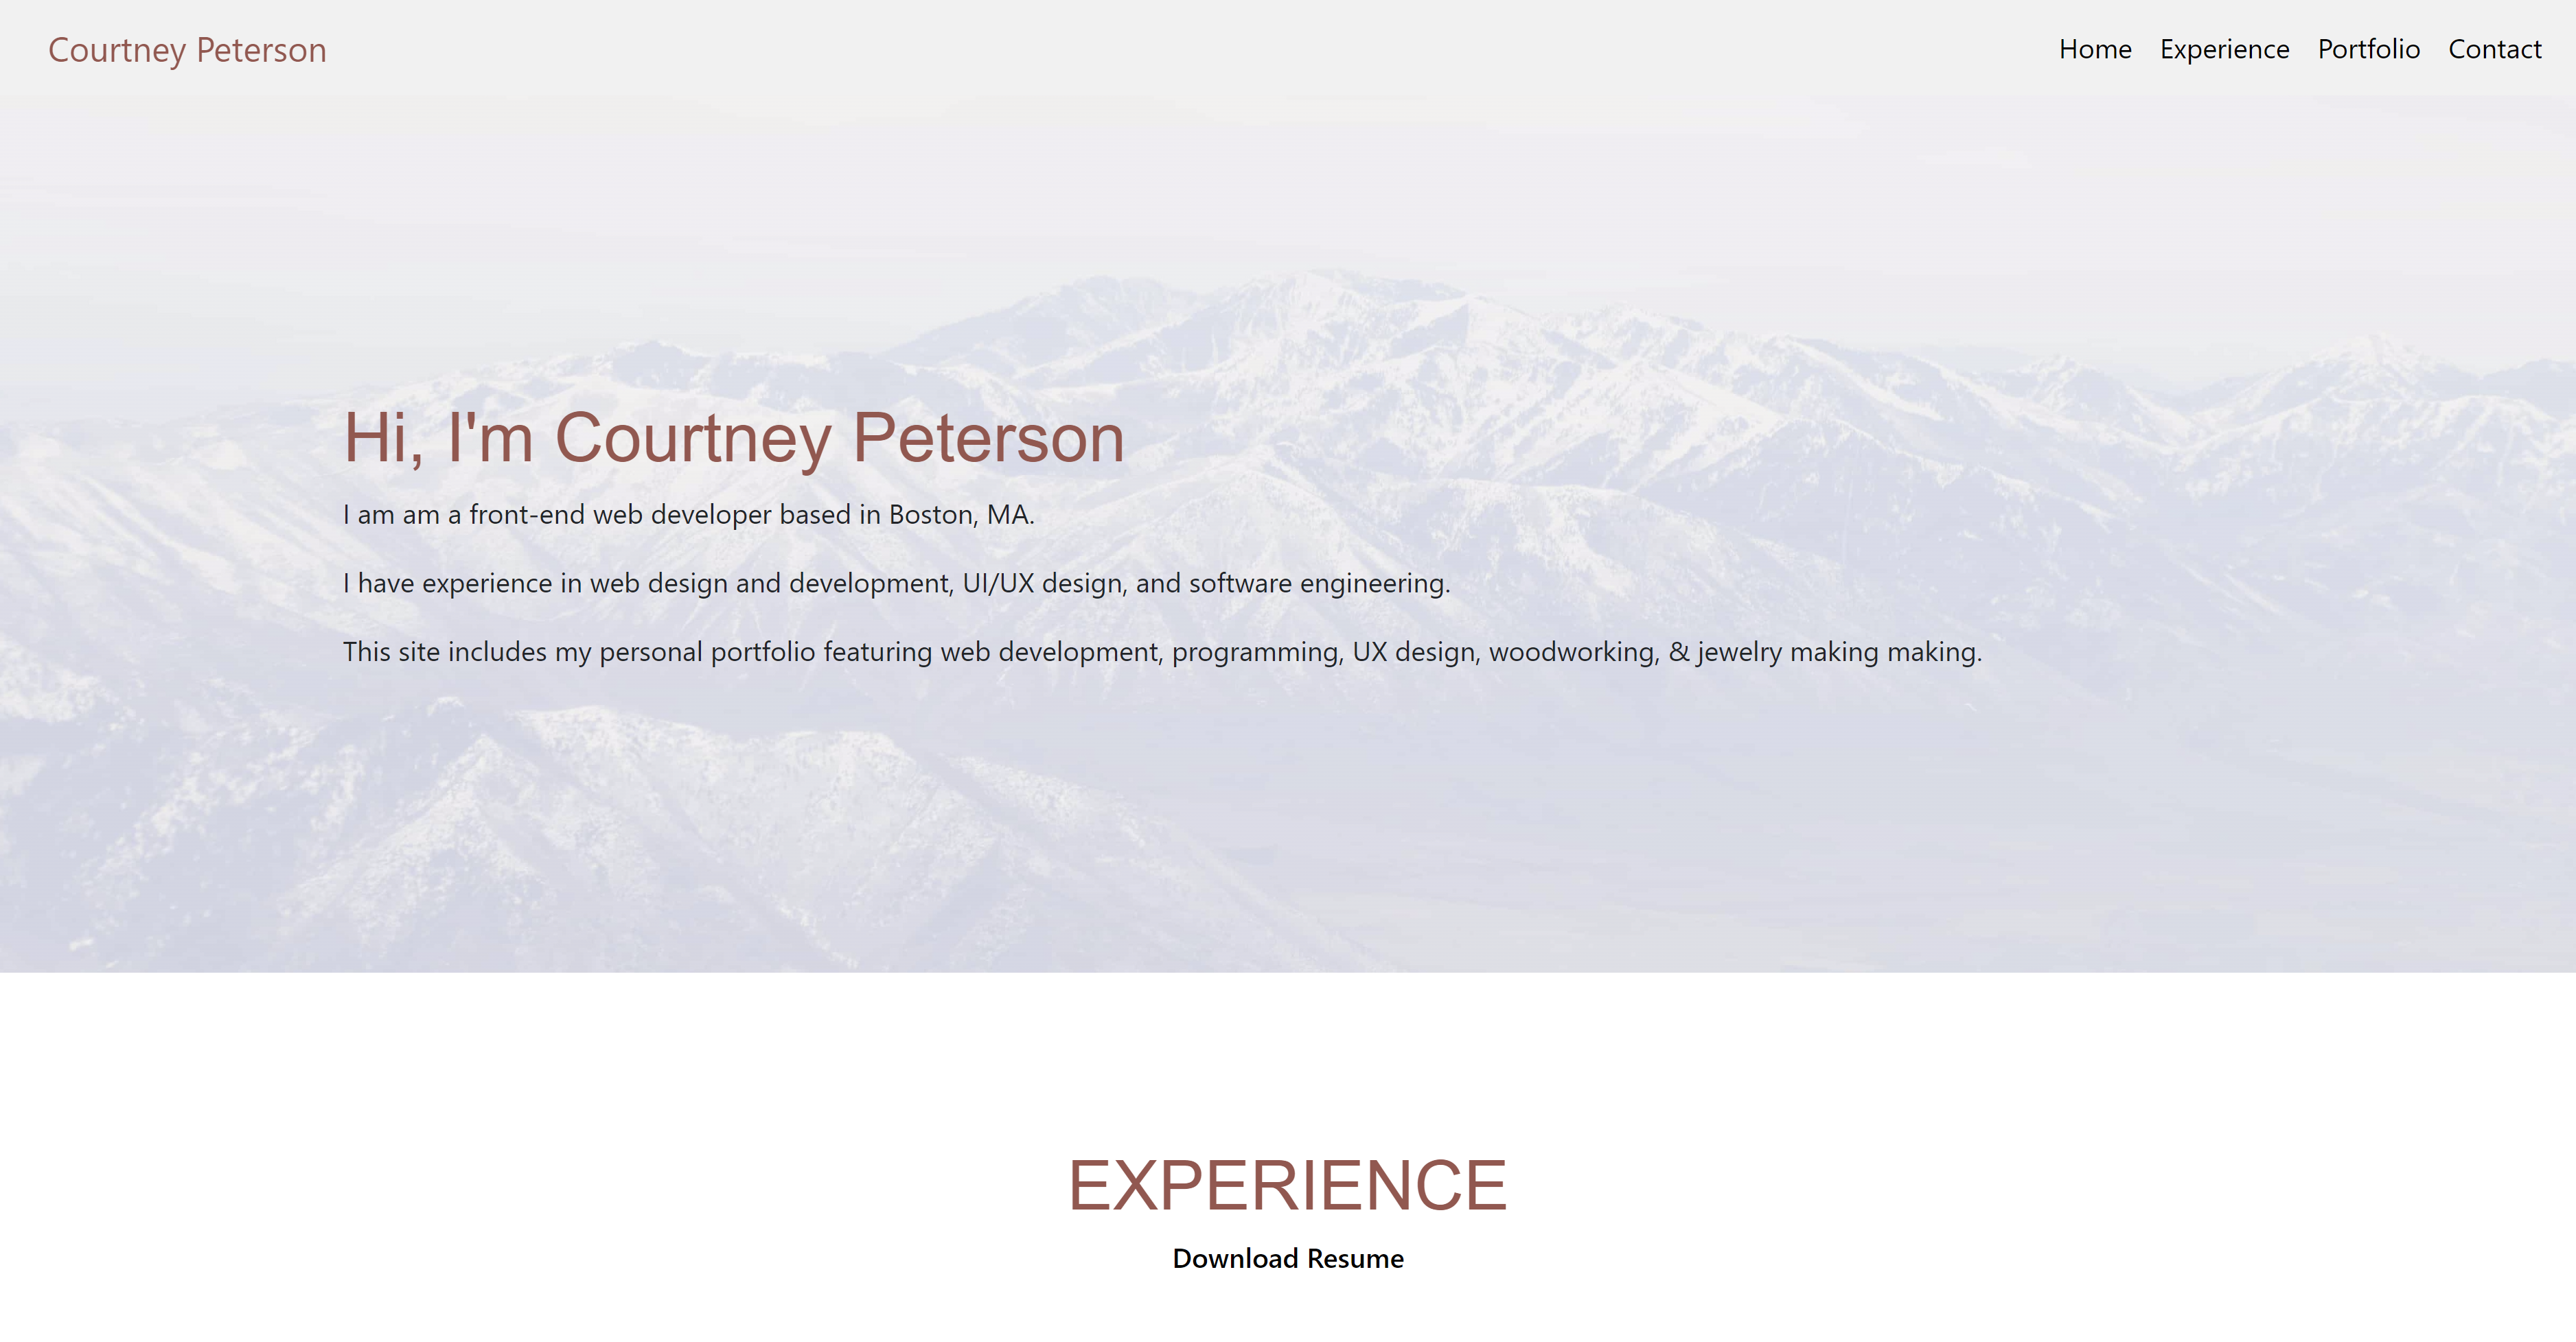 Courtney Peterson
Home Experience Portfolio Contact
Hi, I'm Courtney Peterson
I am am a front-end web developer based in Boston, MA.
I have experience in web design and development, UI/UX design, and software engineering.
This site includes my personal portfolio featuring web development, programming, UX design, woodworking, & jewelry making making.
EXPERIENCE
Download Resume